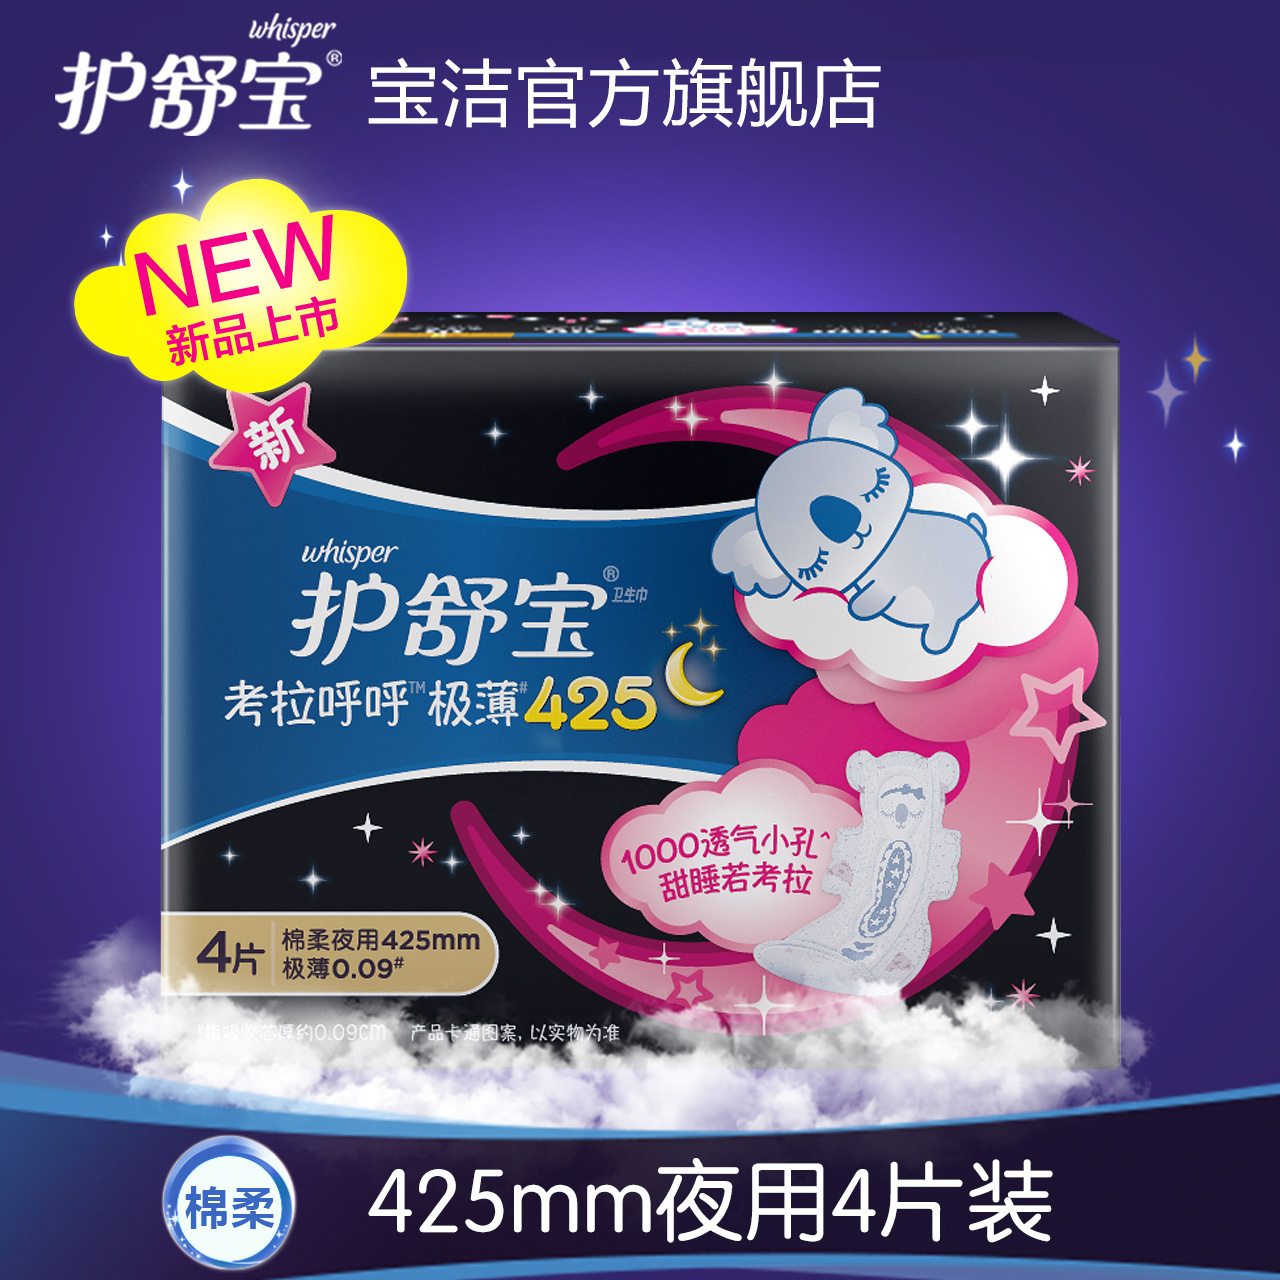 whisper
护舒宝® 宝洁官方旗舰店
NEW
新品上市
新
whisper
护舒宝®卫生巾
考拉呼呼™极薄#425
1000透气小孔^
甜睡若考拉
4片
棉柔夜用425mm
极薄0.09#
#指吸收芯厚约0.09cm 产品卡通图案,以实物为准
棉柔
425mm夜用4片装